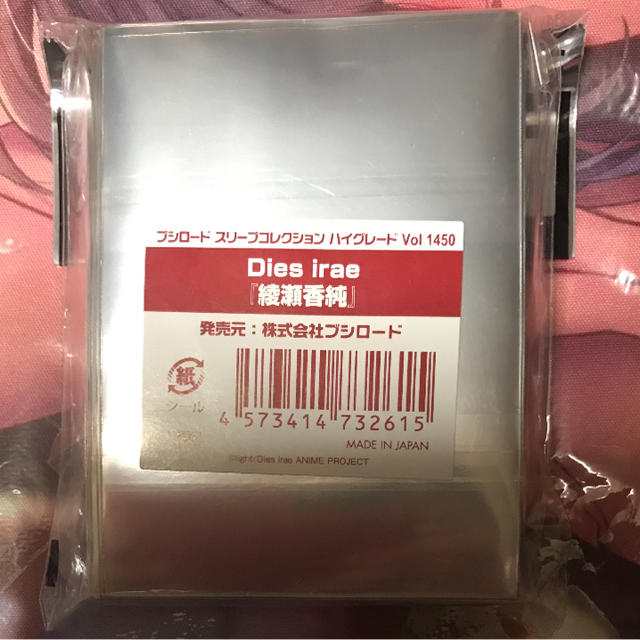 ブシロード スリーブコレクション ハイグレード Vol 1450
Dies irae
『綾瀬香純』
発売元：株式会社ブシロード
紙
シール
4 573414 732615
MADE IN JAPAN
©light/Dies irae ANIME PROJECT